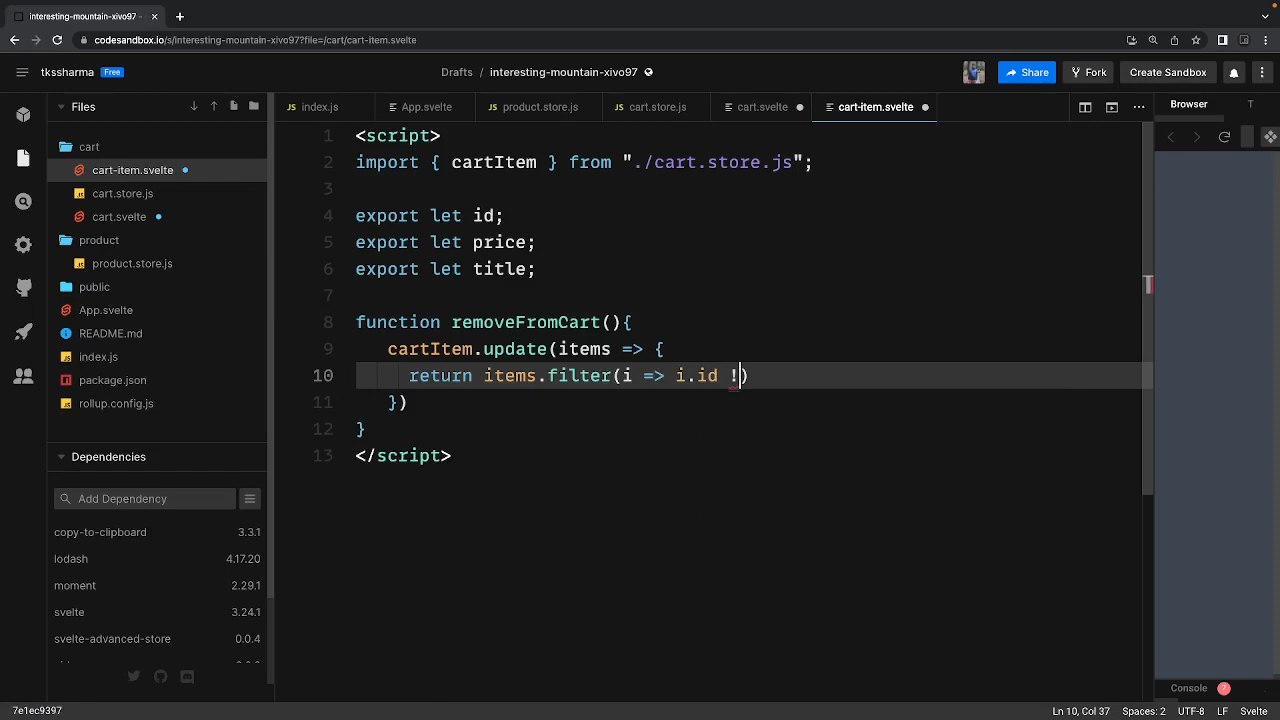 interesting-mountain-xivo97 -
codesandbox.io/s/interesting-mountain-xivo97?file=/cart/cart-item.svelte
tkssharma Free
Drafts / interesting-mountain-xivo97
Share
Fork
Create Sandbox
Files
cart
cart-item.svelte
cart.store.js
cart.svelte
product
product.store.js
public
App.svelte
README.md
index.js
package.json
rollup.config.js
Dependencies
Add Dependency
copy-to-clipboard 3.3.1
lodash 4.17.20
moment 2.29.1
svelte 3.24.1
svelte-advanced-store 0.0.4
7e1ec9397
index.js
App.svelte
product.store.js
cart.store.js
cart.svelte
cart-item.svelte
1 <script>
2 import { cartItem } from "./cart.store.js";
3
4 export let id;
5 export let price;
6 export let title;
7
8 function removeFromCart(){
9 cartItem.update(items => {
10 return items.filter(i => i.id !)
11 })
12 }
13 </script>
Browser T
Console 7
Ln 10, Col 37 Spaces: 2 UTF-8 LF Svelte